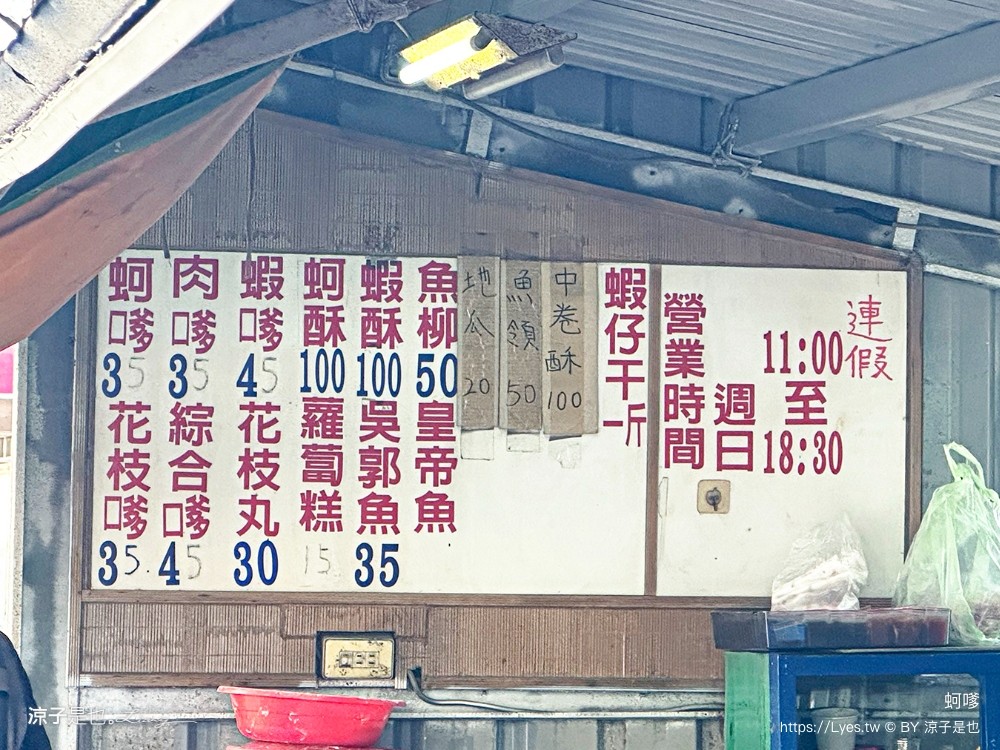 蚵嗲 35
肉嗲 35
蝦嗲 45
蚵酥 100
蝦酥 100
魚柳 50
地瓜 20
魚領 50
中卷酥 100
蝦仔干一斤
花枝嗲 35.
綜合嗲 45
花枝丸 30
蘿蔔糕 15.
吳郭魚 35
皇帝魚
營業時間
週日
11:00
至
18:30
連假
涼子是也。
蚵嗲
https://Lyes.tw © BY 涼子是也